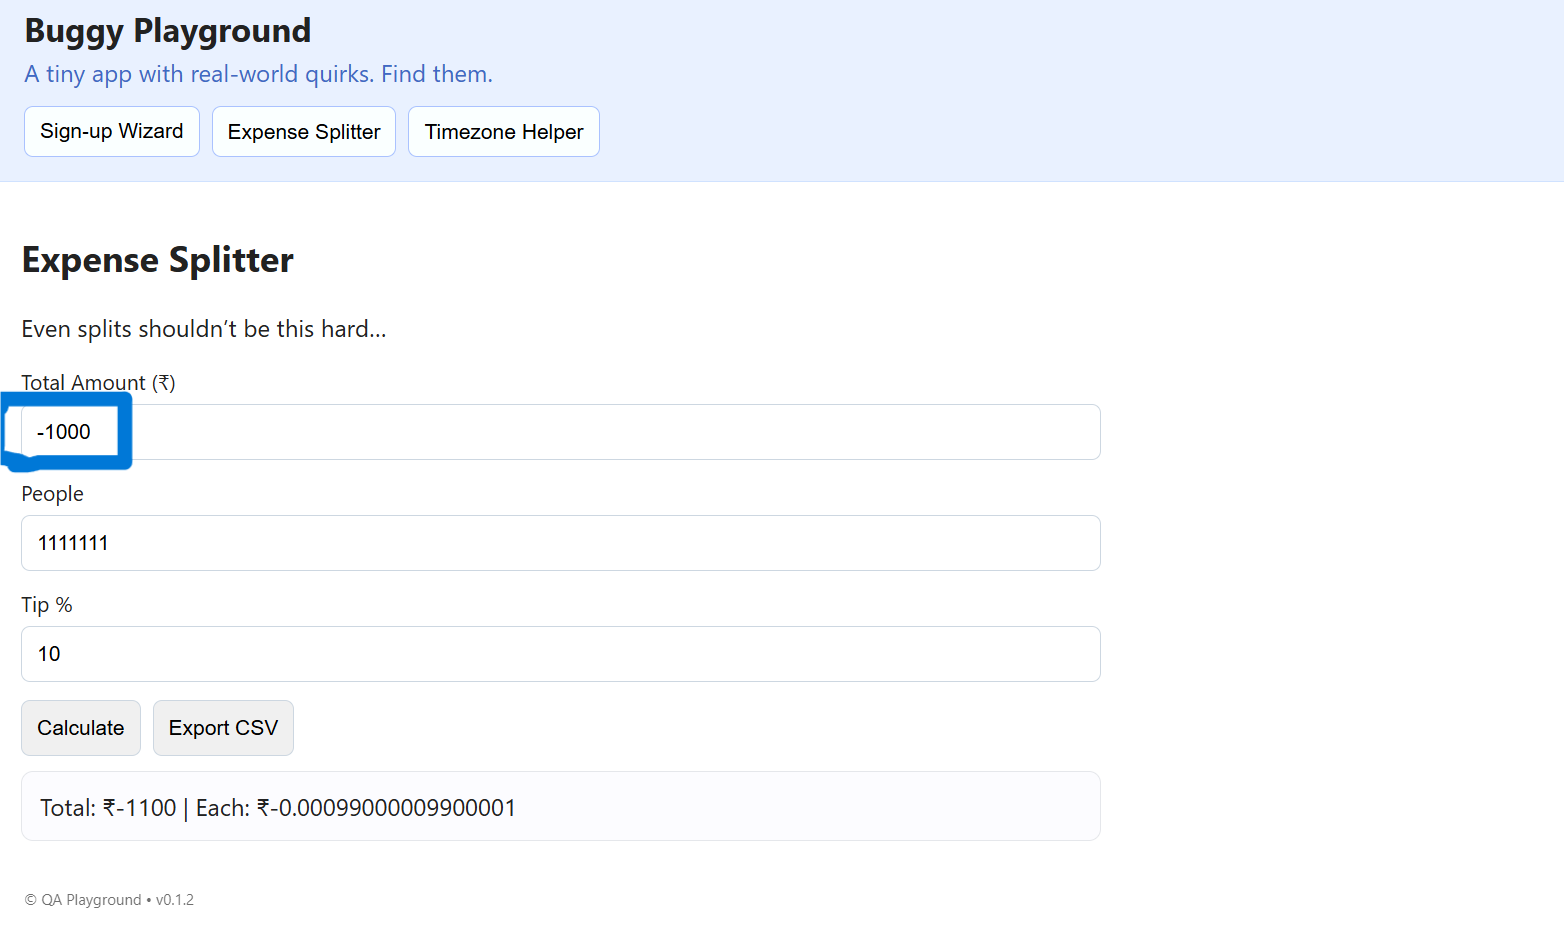 Buggy Playground
A tiny app with real-world quirks. Find them.
Sign-up Wizard Expense Splitter Timezone Helper
Expense Splitter
Even splits shouldn’t be this hard…
Total Amount (₹)
-1000
People
1111111
Tip %
10
Calculate Export CSV
Total: ₹-1100 | Each: ₹-0.00099000009900001
© QA Playground • v0.1.2